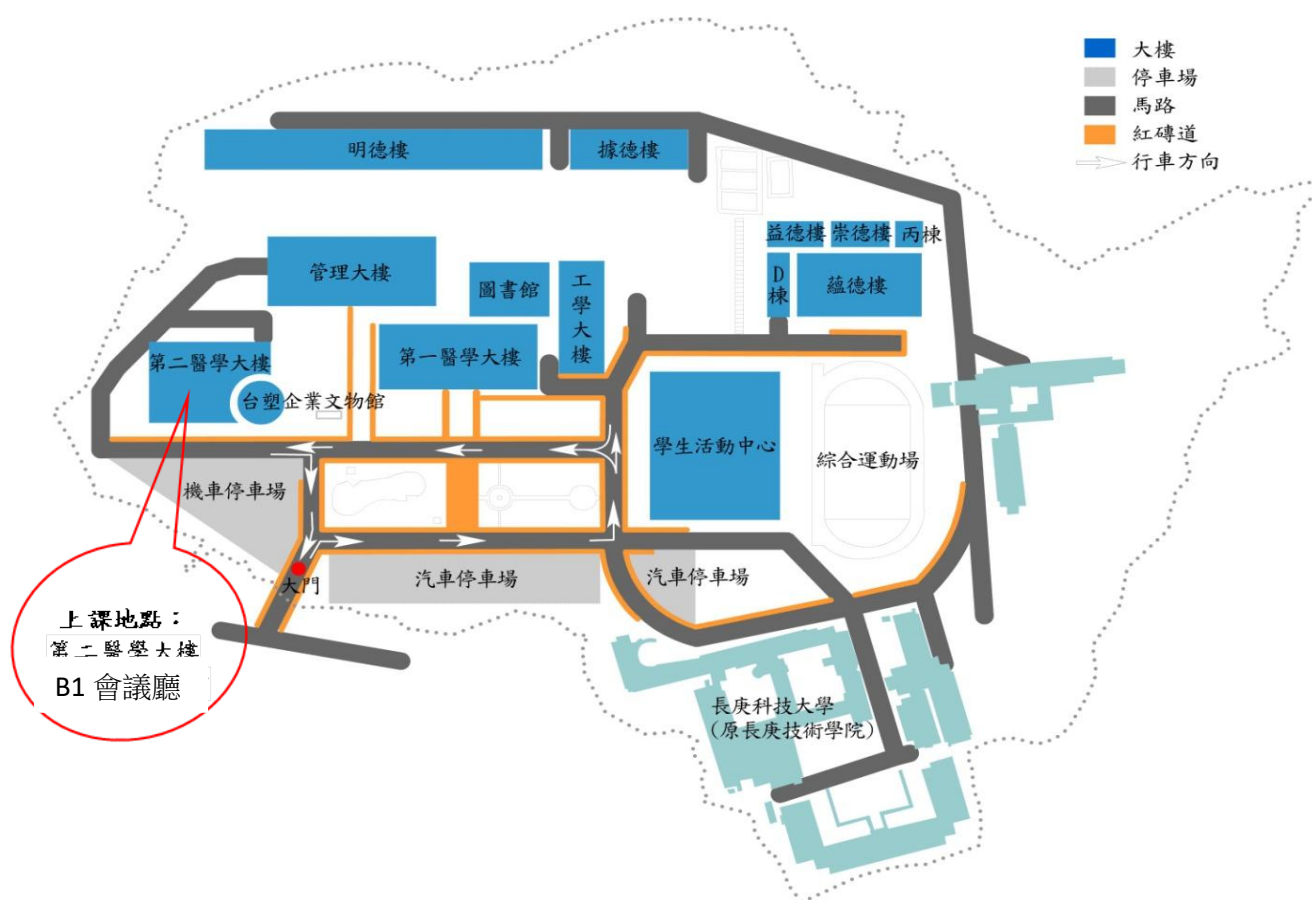 大樓
停車場
馬路
紅磚道
行車方向
明德樓
據德樓
益德樓
崇德樓
丙棟
管理大樓
圖書館
工學大樓
D棟
蘊德樓
第一醫學大樓
第二醫學大樓
台塑企業文物館
學生活動中心
綜合運動場
機車停車場
汽車停車場
汽車停車場
大門
上課地點：
第二醫學大樓
B1 會議廳
長庚科技大學
（原長庚技術學院）